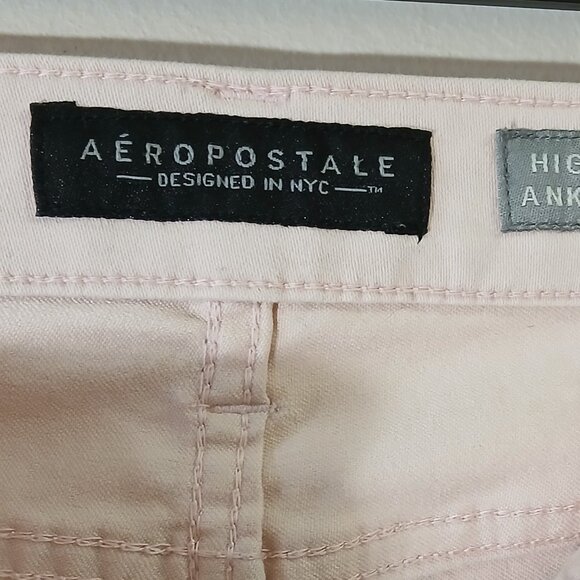 AÉROPOSTALE
DESIGNED IN NYC ™
HIG
ANK